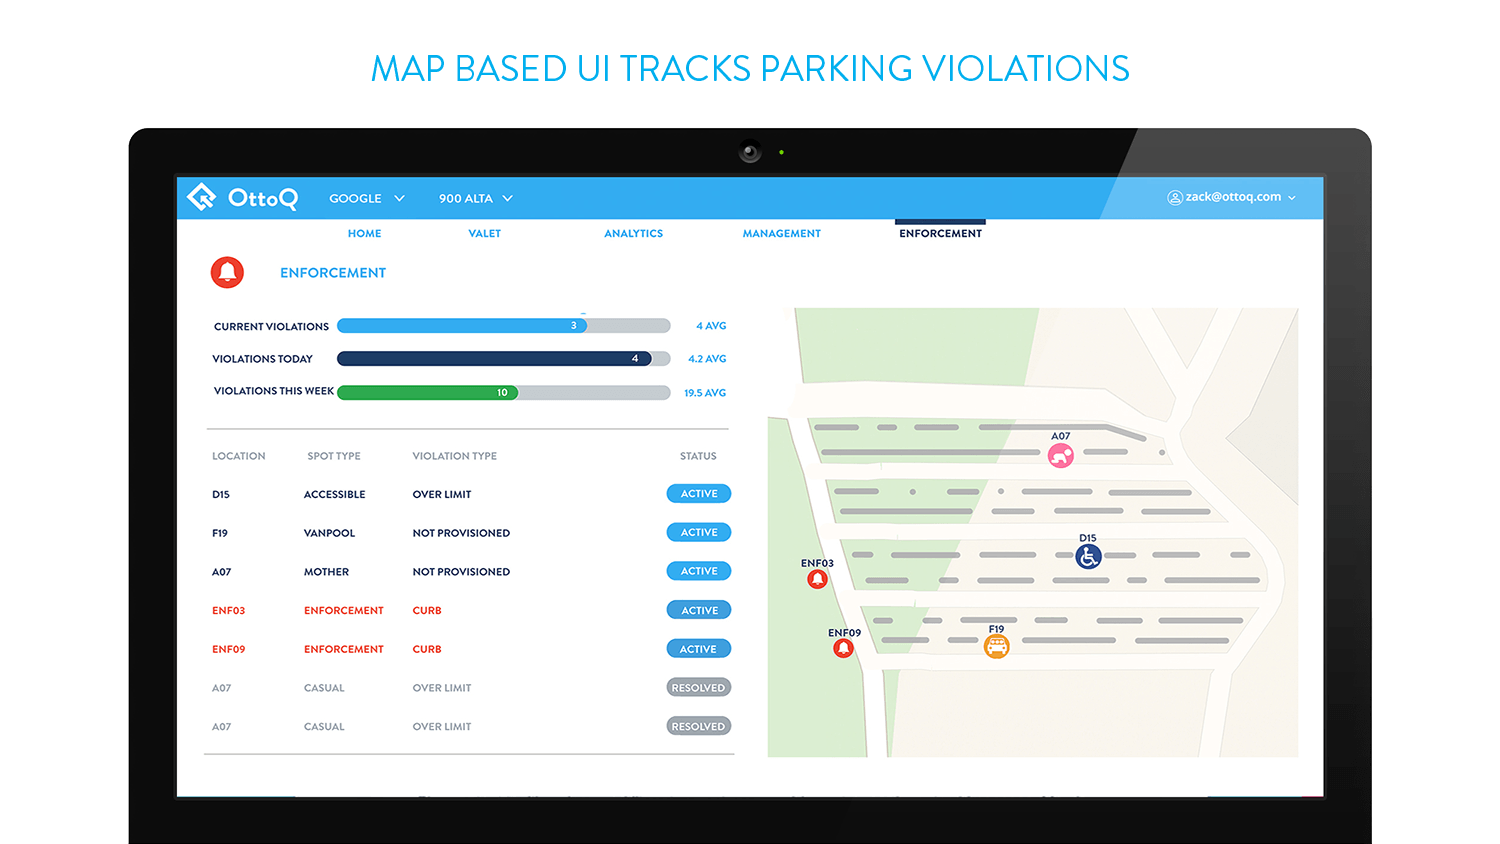 MAP BASED UI TRACKS PARKING VIOLATIONS
OttoQ GOOGLE 900 ALTA zack@ottoq.com
HOME VALET ANALYTICS MANAGEMENT ENFORCEMENT
ENFORCEMENT
CURRENT VIOLATIONS 3 4 AVG
VIOLATIONS TODAY 4 4.2 AVG
VIOLATIONS THIS WEEK 10 19.5 AVG
LOCATION SPOT TYPE VIOLATION TYPE STATUS
D15 ACCESSIBLE OVER LIMIT ACTIVE
F19 VANPOOL NOT PROVISIONED ACTIVE
A07 MOTHER NOT PROVISIONED ACTIVE
ENF03 ENFORCEMENT CURB ACTIVE
ENF09 ENFORCEMENT CURB ACTIVE
A07 CASUAL OVER LIMIT RESOLVED
A07 CASUAL OVER LIMIT RESOLVED
A07
D15
ENF03
F19
ENF09